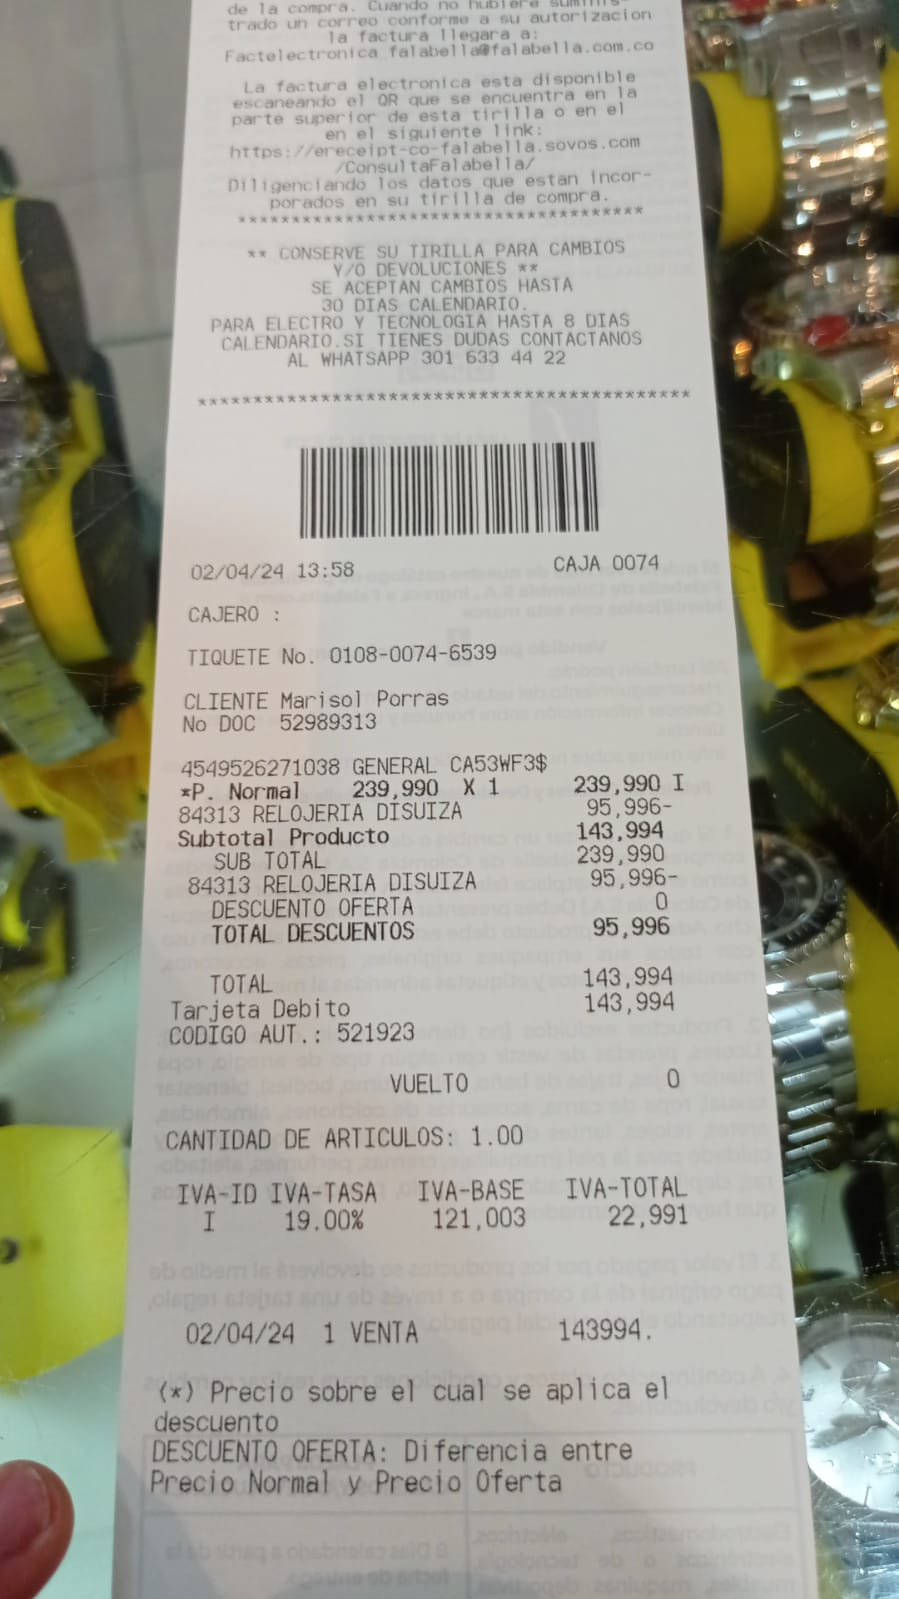 de la compra. Cuando no hubiere suminis-
trado un correo conforme a su autorizacion
la factura llegara a:
Factelectronica_falabella@falabella.com.co
La factura electronica esta disponible
escaneando el QR que se encuentra en la
parte superior de esta tirilla o en el
en el siguiente link:
https://ereceipt-co-falabella.sovos.com
/ConsultaFalabella/
Diligenciando los datos que estan incor-
porados en su tirilla de compra.
****************************************
** CONSERVE SU TIRILLA PARA CAMBIOS
Y/O DEVOLUCIONES **
SE ACEPTAN CAMBIOS HASTA
30 DIAS CALENDARIO.
PARA ELECTRO Y TECNOLOGIA HASTA 8 DIAS
CALENDARIO.SI TIENES DUDAS CONTACTANOS
AL WHATSAPP 301 633 44 22
********************************************
02/04/24 13:58 CAJA 0074
CAJERO :
TIQUETE No. 0108-0074-6539
CLIENTE Marisol Porras
No DOC 52989313
4549526271038 GENERAL CA53WF3$
*P. Normal 239,990 X 1 239,990 I
84313 RELOJERIA DISUIZA 95,996-
Subtotal Producto 143,994
SUB TOTAL 239,990
84313 RELOJERIA DISUIZA 95,996-
DESCUENTO OFERTA 0
TOTAL DESCUENTOS 95,996
TOTAL 143,994
Tarjeta Debito 143,994
CODIGO AUT.: 521923
VUELTO 0
CANTIDAD DE ARTICULOS: 1.00
IVA-ID IVA-TASA IVA-BASE IVA-TOTAL
I 19.00% 121,003 22,991
02/04/24 1 VENTA 143994.
(*) Precio sobre el cual se aplica el
descuento
DESCUENTO OFERTA: Diferencia entre
Precio Normal y Precio Oferta